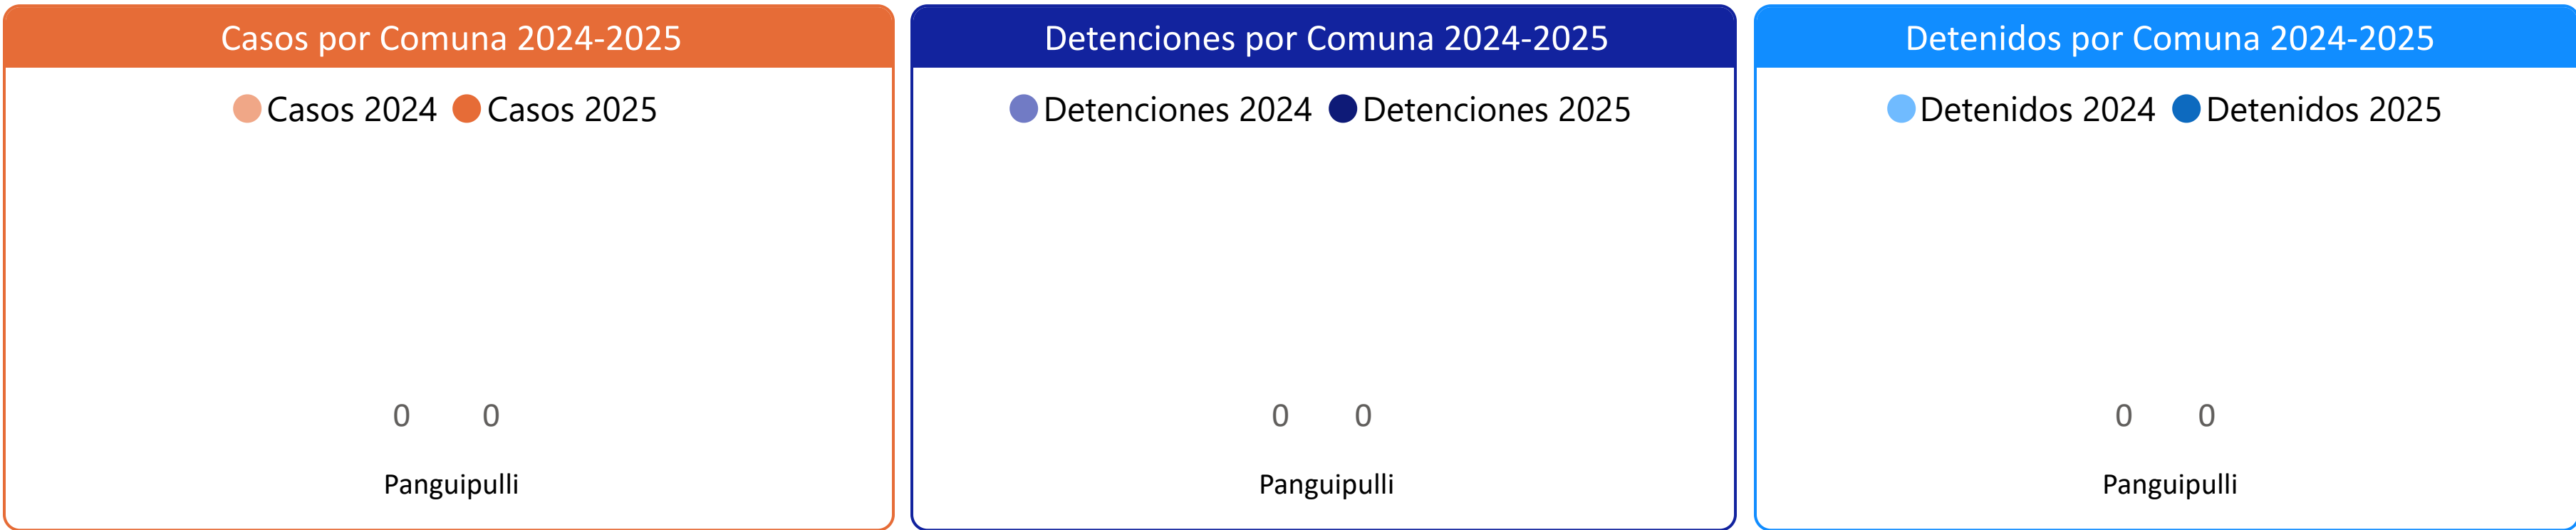 Casos por Comuna 2024-2025
Casos 2024 Casos 2025
0 0
Panguipulli
Detenciones por Comuna 2024-2025
Detenciones 2024 Detenciones 2025
0 0
Panguipulli
Detenidos por Comuna 2024-2025
Detenidos 2024 Detenidos 2025
0 0
Panguipulli